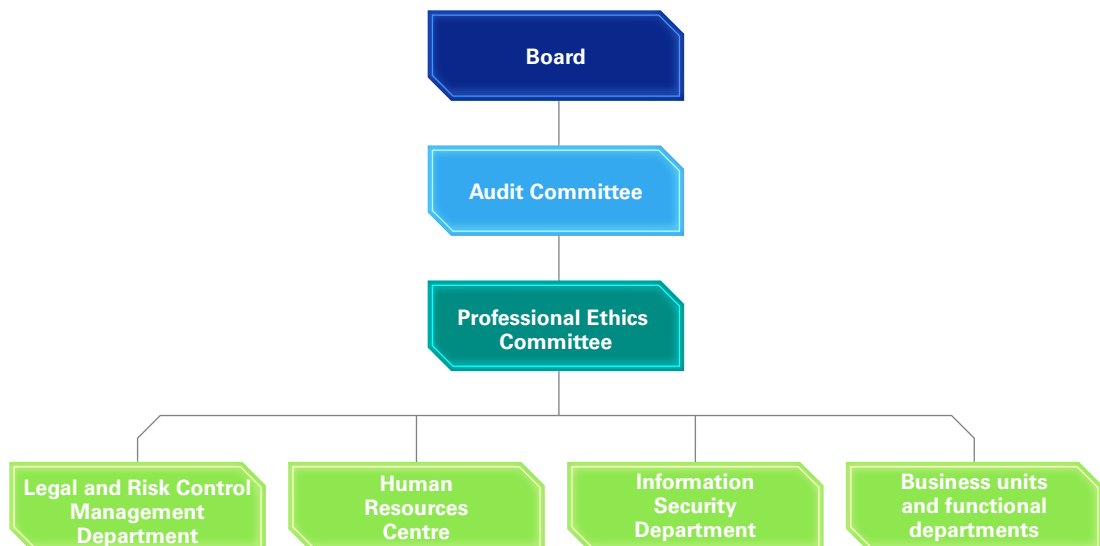 Board
Audit Committee
Professional Ethics
Committee
Legal and Risk Control
Management
Department
Human
Resources
Centre
Information
Security
Department
Business units
and functional
departments